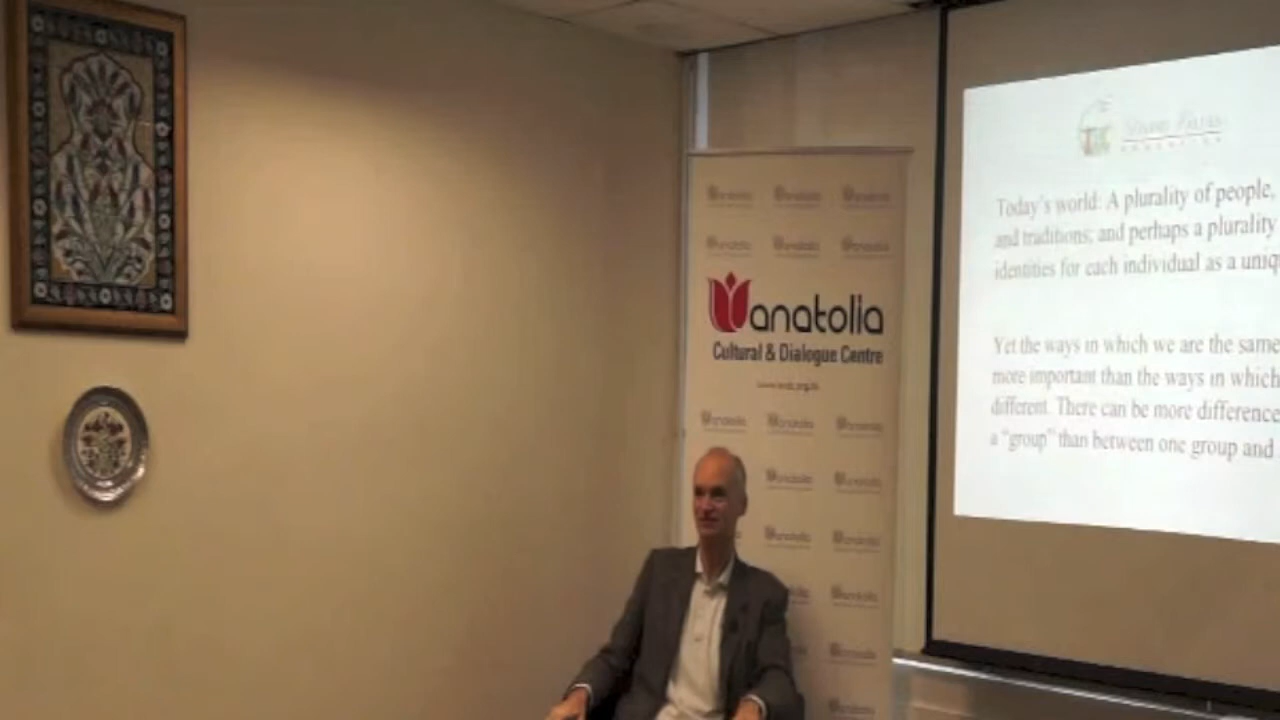 anatolia
Cultural & Dialogue Centre
Today's world: A plurality of people,
and traditions; and perhaps a plurality
identities for each individual as a uniq
Yet the ways in which we are the same
more important than the ways in which
different. There can be more difference
a "group" than between one group and